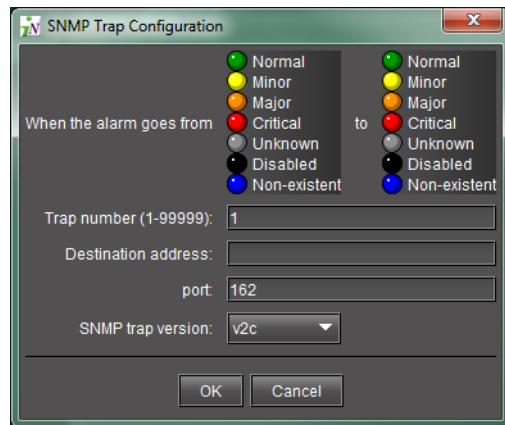 iN SNMP Trap Configuration
Normal Normal
Minor Minor
Major Major
When the alarm goes from Critical to Critical
Unknown Unknown
Disabled Disabled
Non-existent Non-existent
Trap number (1-99999): 1
Destination address:
port: 162
SNMP trap version: v2c
OK Cancel